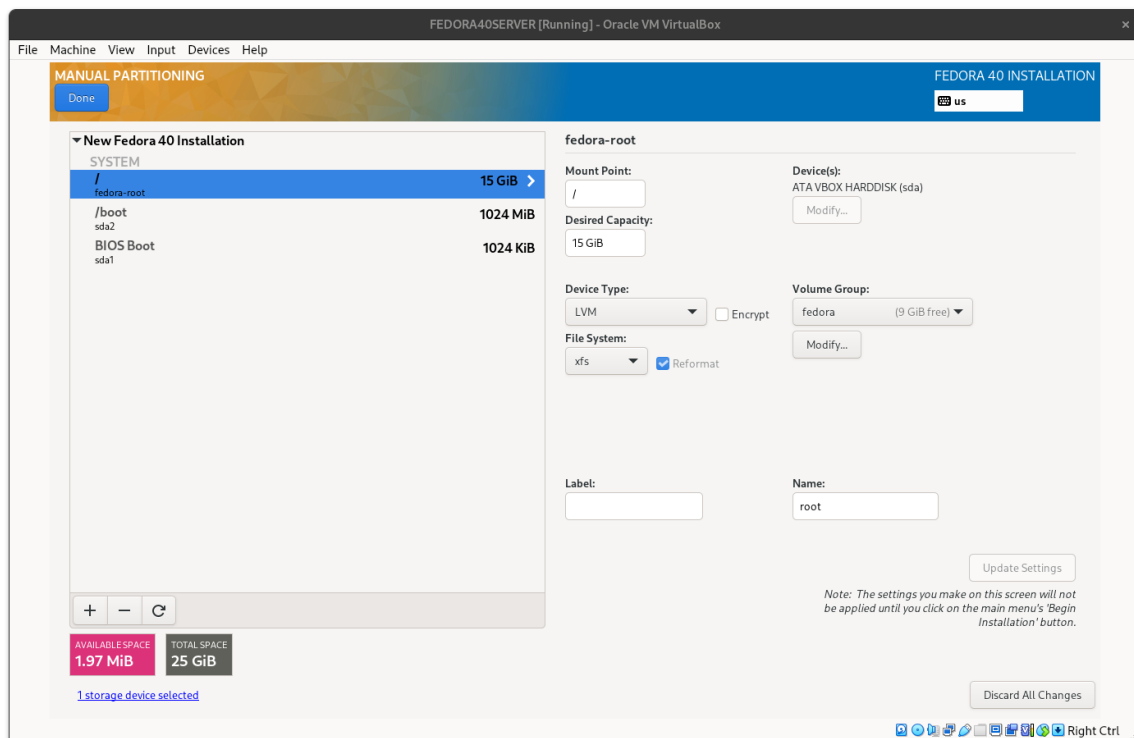 FEDORA40SERVER [Running] - Oracle VM VirtualBox
File Machine View Input Devices Help
MANUAL PARTITIONING
FEDORA 40 INSTALLATION
Done
us
New Fedora 40 Installation
SYSTEM
/
fedora-root
15 GiB
/boot
sda2
1024 MiB
BIOS Boot
sda1
1024 KiB
fedora-root
Mount Point:
/
Device(s):
ATA VBOX HARDDISK (sda)
Modify...
Desired Capacity:
15 GiB
Device Type:
LVM
Encrypt
Volume Group:
fedora (9 GiB free)
Modify...
File System:
xfs
Reformat
Label:
Name:
root
Update Settings
Note: The settings you make on this screen will not
be applied until you click on the main menu's 'Begin
Installation' button.
AVAILABLE SPACE
1.97 MiB
TOTAL SPACE
25 GiB
1 storage device selected
Discard All Changes
Right Ctrl